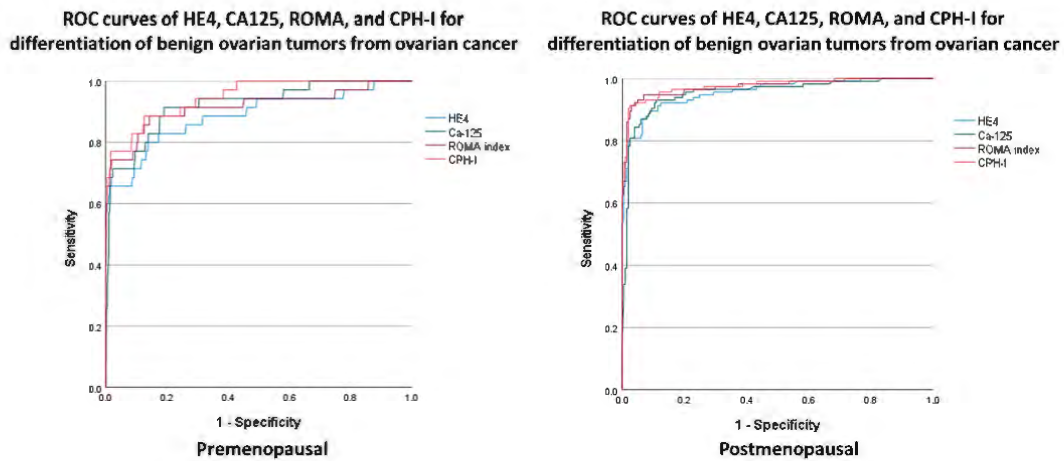 ROC curves of HE4, CA125, ROMA, and CPH-I for
differentiation of benign ovarian tumors from ovarian cancer
1.0
0.8
0.6
0.4
0.2
0.0
Sensitivity
0.0 0.2 0.4 0.6 0.8 1.0
1 - Specificity
HE4
Ca-125
ROMA index
CPH-I
Premenopausal
ROC curves of HE4, CA125, ROMA, and CPH-I for
differentiation of benign ovarian tumors from ovarian cancer
1.0
0.8
0.6
0.4
0.2
0.0
Sensitivity
0.0 0.2 0.4 0.6 0.8 1.0
1 - Specificity
HE4
Ca-125
ROMA index
CPH-I
Postmenopausal